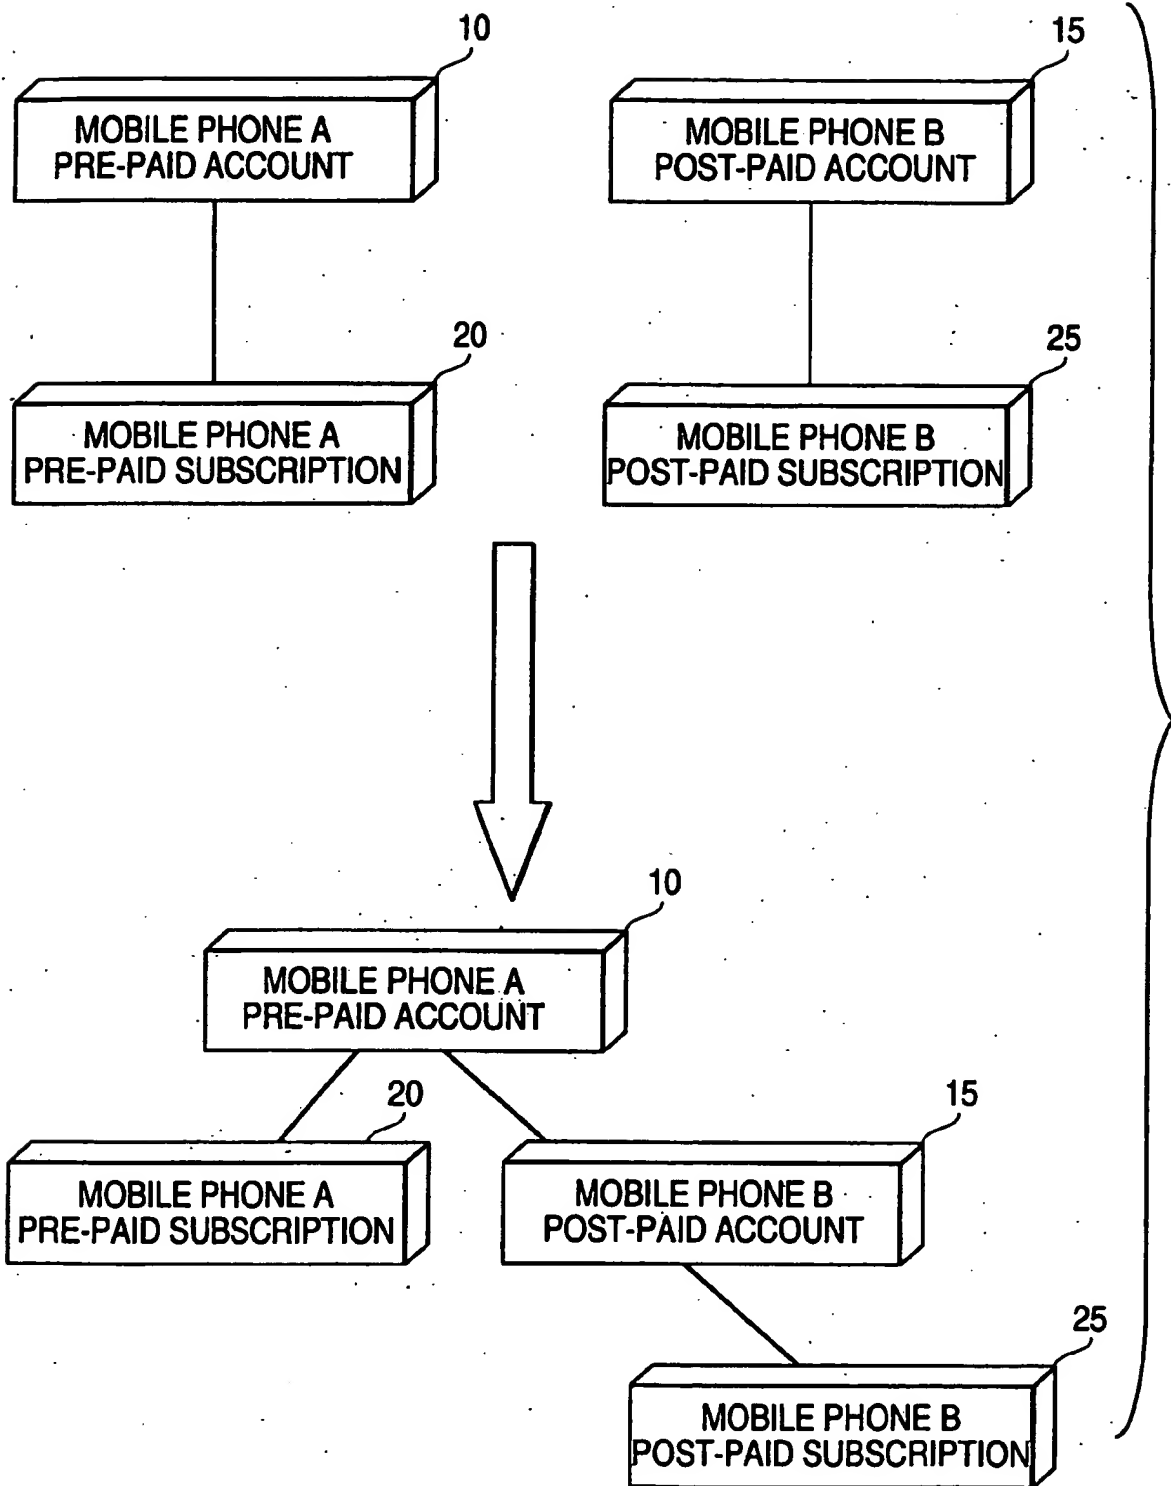 10
15
MOBILE PHONE A
PRE-PAID ACCOUNT
MOBILE PHONE B
POST-PAID ACCOUNT
20
25
MOBILE PHONE A
PRE-PAID SUBSCRIPTION
MOBILE PHONE B
POST-PAID SUBSCRIPTION
10
MOBILE PHONE A
PRE-PAID ACCOUNT
20
15
MOBILE PHONE A
PRE-PAID SUBSCRIPTION
MOBILE PHONE B
POST-PAID ACCOUNT
25
MOBILE PHONE B
POST-PAID SUBSCRIPTION